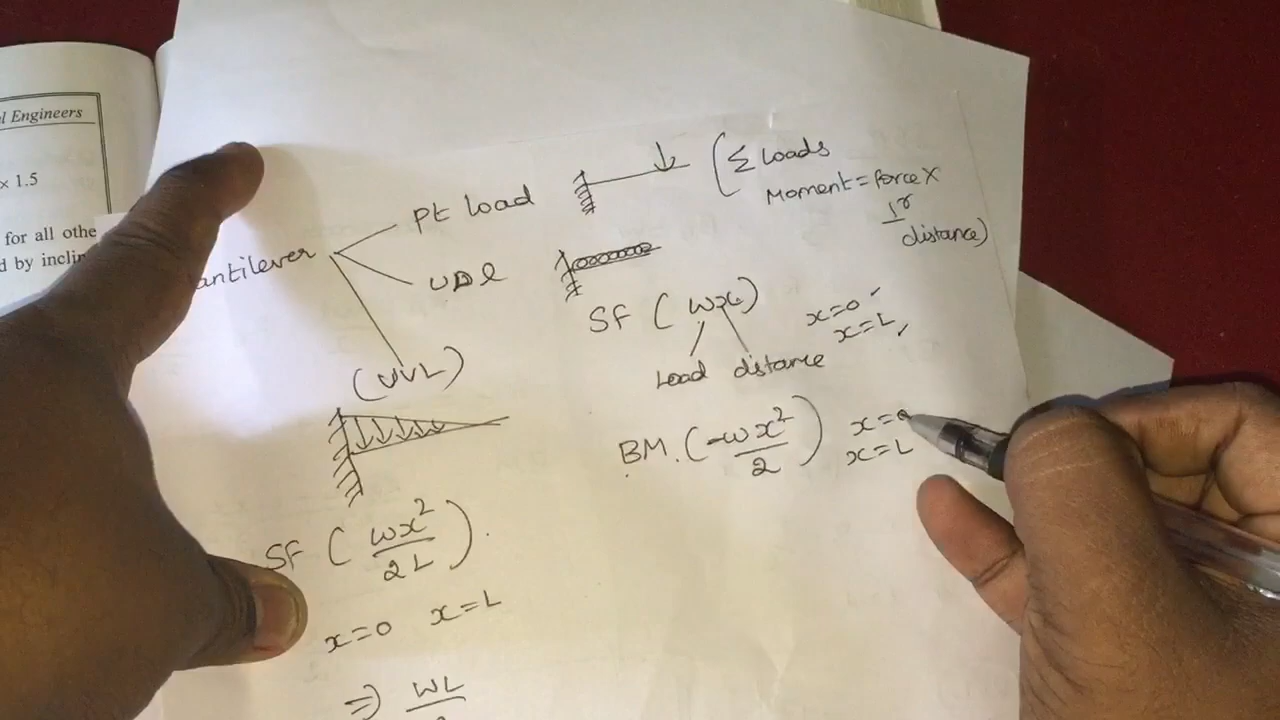 l Engineers
× 1.5
for all othe
d by inclin
antilever
Pt load
UDL
(UVL)
(Σ Loads
Moment = force ×
⊥r
distance)
SF (wx)
x=0
x=L
Load distance
BM. (-wx²/2)
x=0
x=L
SF (wx²/2L).
x=0 x=L
⇒ WL